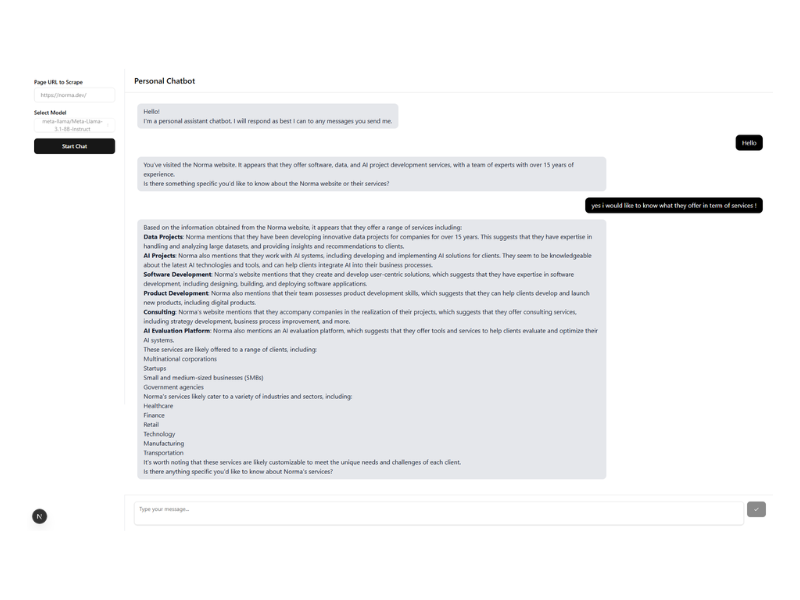 Page URL to Scrape
https://norma.dev/
Select Model
meta-llama/Meta-Llama-
3.1-8B-Instruct
Start Chat
Personal Chatbot
Hello!
I'm a personal assistant chatbot. I will respond as best I can to any messages you send me.
Hello
You've visited the Norma website. It appears that they offer software, data, and AI project development services, with a team of experts with over 15 years of
experience.
Is there something specific you'd like to know about the Norma website or their services?
yes i would like to know what they offer in term of services !
Based on the information obtained from the Norma website, it appears that they offer a range of services including:
Data Projects: Norma mentions that they have been developing innovative data projects for companies for over 15 years. This suggests that they have expertise in
handling and analyzing large datasets, and providing insights and recommendations to clients.
AI Projects: Norma also mentions that they work with AI systems, including developing and implementing AI solutions for clients. They seem to be knowledgeable
about the latest AI technologies and tools, and can help clients integrate AI into their business processes.
Software Development: Norma's website mentions that they create and develop user-centric solutions, which suggests that they have expertise in software
development, including designing, building, and deploying software applications.
Product Development: Norma also mentions that their team possesses product development skills, which suggests that they can help clients develop and launch
new products, including digital products.
Consulting: Norma's website mentions that they accompany companies in the realization of their projects, which suggests that they offer consulting services,
including strategy development, business process improvement, and more.
AI Evaluation Platform: Norma also mentions an AI evaluation platform, which suggests that they offer tools and services to help clients evaluate and optimize their
AI systems.
These services are likely offered to a range of clients, including:
Multinational corporations
Startups
Small and medium-sized businesses (SMBs)
Government agencies
Norma's services likely cater to a variety of industries and sectors, including:
Healthcare
Finance
Retail
Technology
Manufacturing
Transportation
It's worth noting that these services are likely customizable to meet the unique needs and challenges of each client.
Is there anything specific you'd like to know about Norma's services?
Type your message...
N